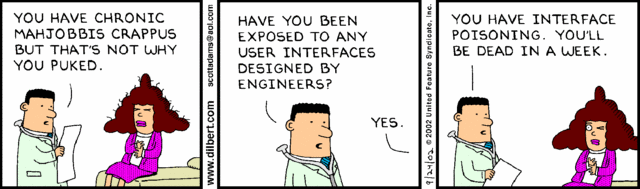 YOU HAVE CHRONIC
MAHJOBBIS CRAPPUS
BUT THAT'S NOT WHY
YOU PUKED.
www.dilbert.com scottadams@aol.com
HAVE YOU BEEN
EXPOSED TO ANY
USER INTERFACES
DESIGNED BY
ENGINEERS?
YES.
9/24/02 © 2002 United Feature Syndicate, Inc.
YOU HAVE INTERFACE
POISONING. YOU'LL
BE DEAD IN A WEEK.